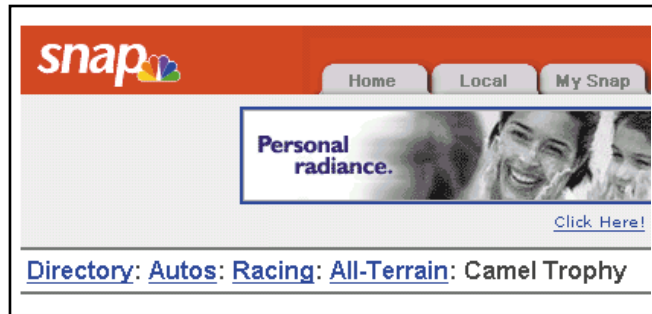 snap
Home Local My Snap
Personal
radiance.
Click Here!
Directory: Autos: Racing: All-Terrain: Camel Trophy